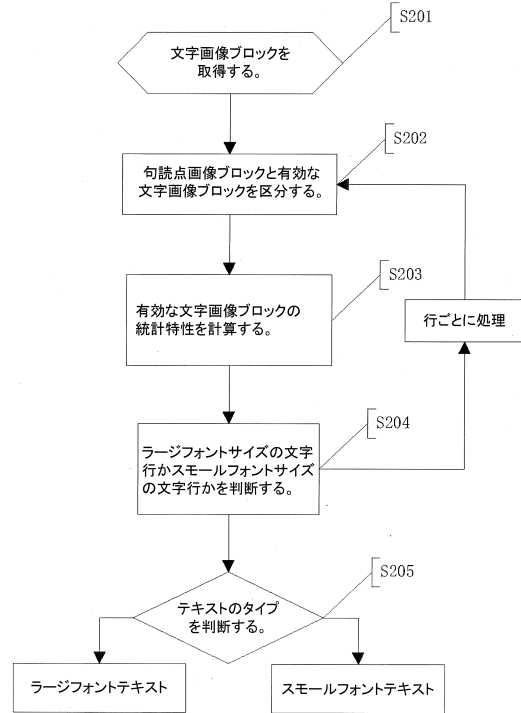 S201
文字画像ブロックを
取得する。
S202
句読点画像ブロックと有効な
文字画像ブロックを区分する。
S203
有効な文字画像ブロックの
統計特性を計算する。
行ごとに処理
S204
ラージフォントサイズの文字
行かスモールフォントサイズ
の文字行かを判断する。
S205
テキストのタイプ
を判断する。
ラージフォントテキスト
スモールフォントテキスト